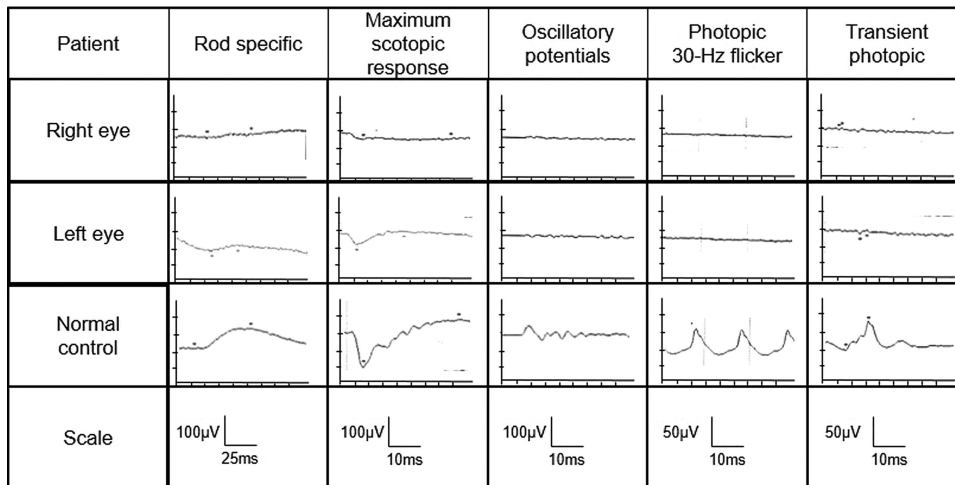 Patient
Rod specific
Maximum
scotopic
response
Oscillatory
potentials
Photopic
30-Hz flicker
Transient
photopic
Right eye
Left eye
Normal
control
Scale
100µV
25ms
100µV
10ms
100µV
10ms
50µV
10ms
50µV
10ms